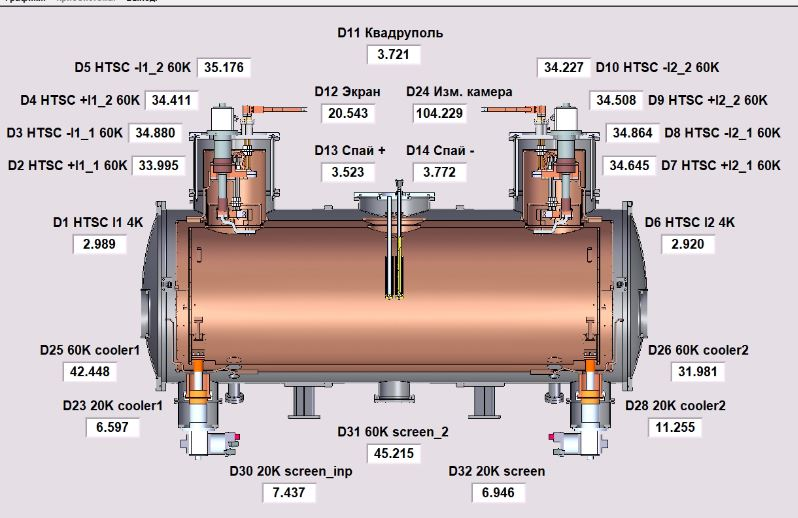 D11 Квадруполь
3.721
D5 HTSC -I1_2 60K 35.176
34.227 D10 HTSC -I2_2 60K
D4 HTSC +I1_2 60K 34.411
D12 Экран
20.543
D24 Изм. камера
104.229
34.508 D9 HTSC +I2_2 60K
D3 HTSC -I1_1 60K 34.880
34.864 D8 HTSC -I2_1 60K
D2 HTSC +I1_1 60K 33.995
D13 Спай +
3.523
D14 Спай -
3.772
34.645 D7 HTSC +I2_1 60K
D1 HTSC I1 4K
2.989
D6 HTSC I2 4K
2.920
D25 60K cooler1
42.448
D26 60K cooler2
31.981
D23 20K cooler1
6.597
D28 20K cooler2
11.255
D31 60K screen_2
45.215
D30 20K screen_inp
7.437
D32 20K screen
6.946